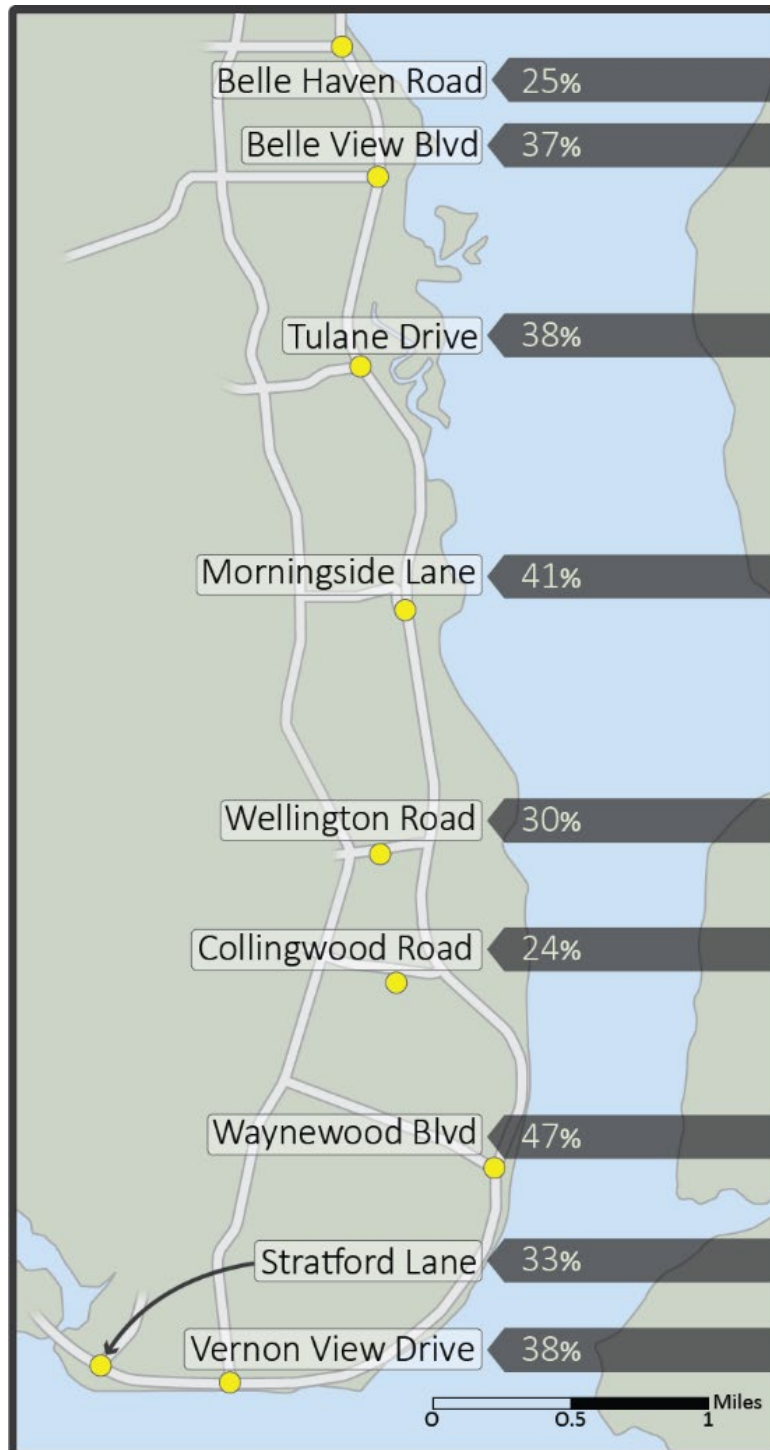 Belle Haven Road 25%
Belle View Blvd 37%
Tulane Drive 38%
Morningside Lane 41%
Wellington Road 30%
Collingwood Road 24%
Waynewood Blvd 47%
Stratford Lane 33%
Vernon View Drive 38%
Miles
0 0.5 1